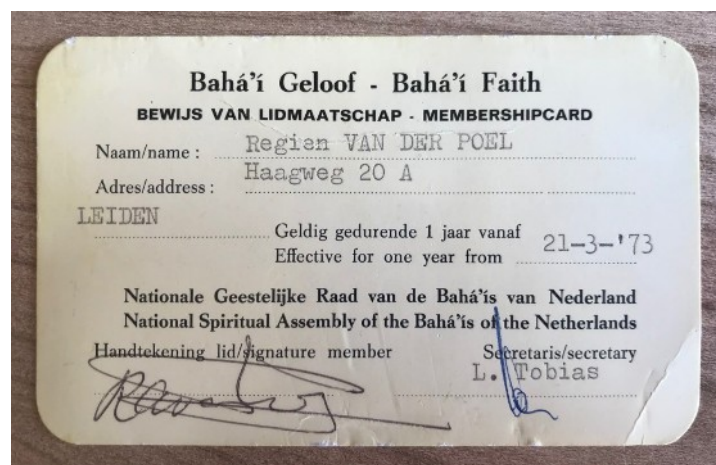 Bahá'í Geloof - Bahá'í Faith
BEWIJS VAN LIDMAATSCHAP - MEMBERSHIPCARD
Naam/name : Regien VAN DER POEL
Adres/address : Haagweg 20 A
LEIDEN
Geldig gedurende 1 jaar vanaf
Effective for one year from 21-3-'73
Nationale Geestelijke Raad van de Bahá'ís van Nederland
National Spiritual Assembly of the Bahá'ís of the Netherlands
Handtekening lid/signature member Secretaris/secretary
L. Tobias